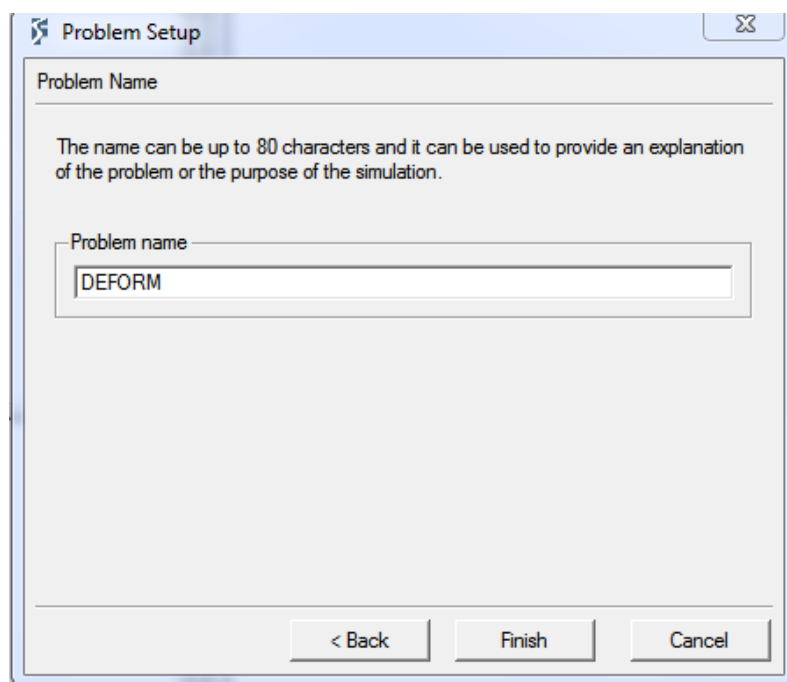 Problem Setup
Problem Name
The name can be up to 80 characters and it can be used to provide an explanation
of the problem or the purpose of the simulation.
Problem name
DEFORM
< Back Finish Cancel